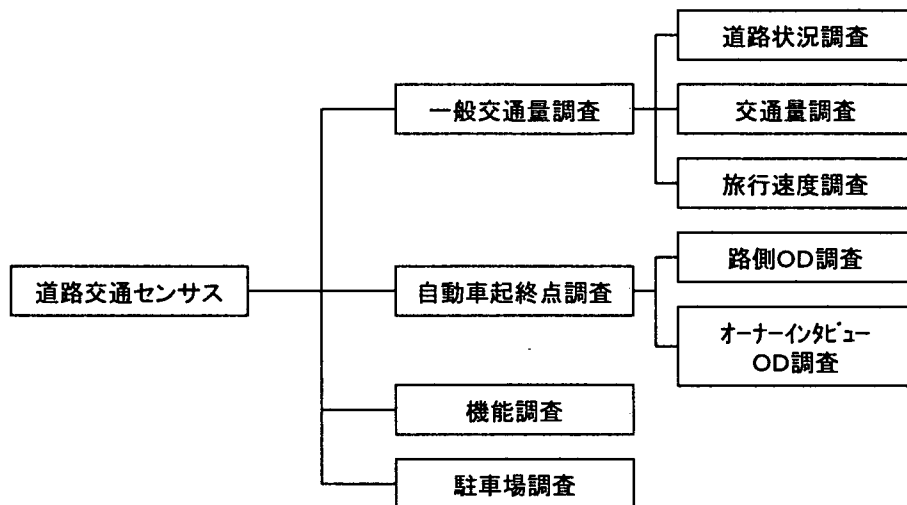 道路状況調査
一般交通量調査
交通量調査
旅行速度調査
路側OD調査
道路交通センサス
自動車起終点調査
オーナーインタビュー
OD調査
機能調査
駐車場調査